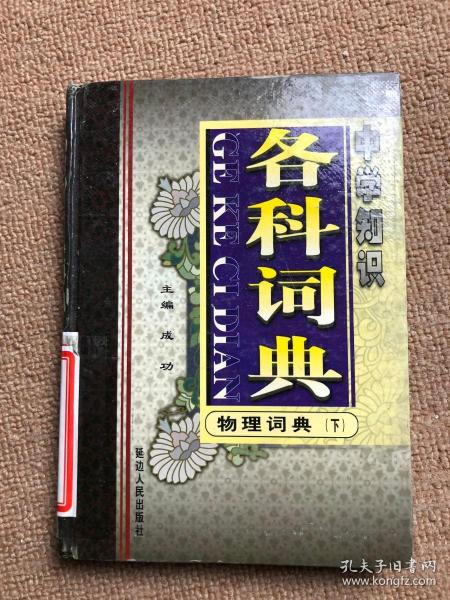 中学知识
各科词典
GE KE CI DIAN
物理词典(下)
主编 成功
延边人民出版社
孔夫子旧书网
www.kongfz.com